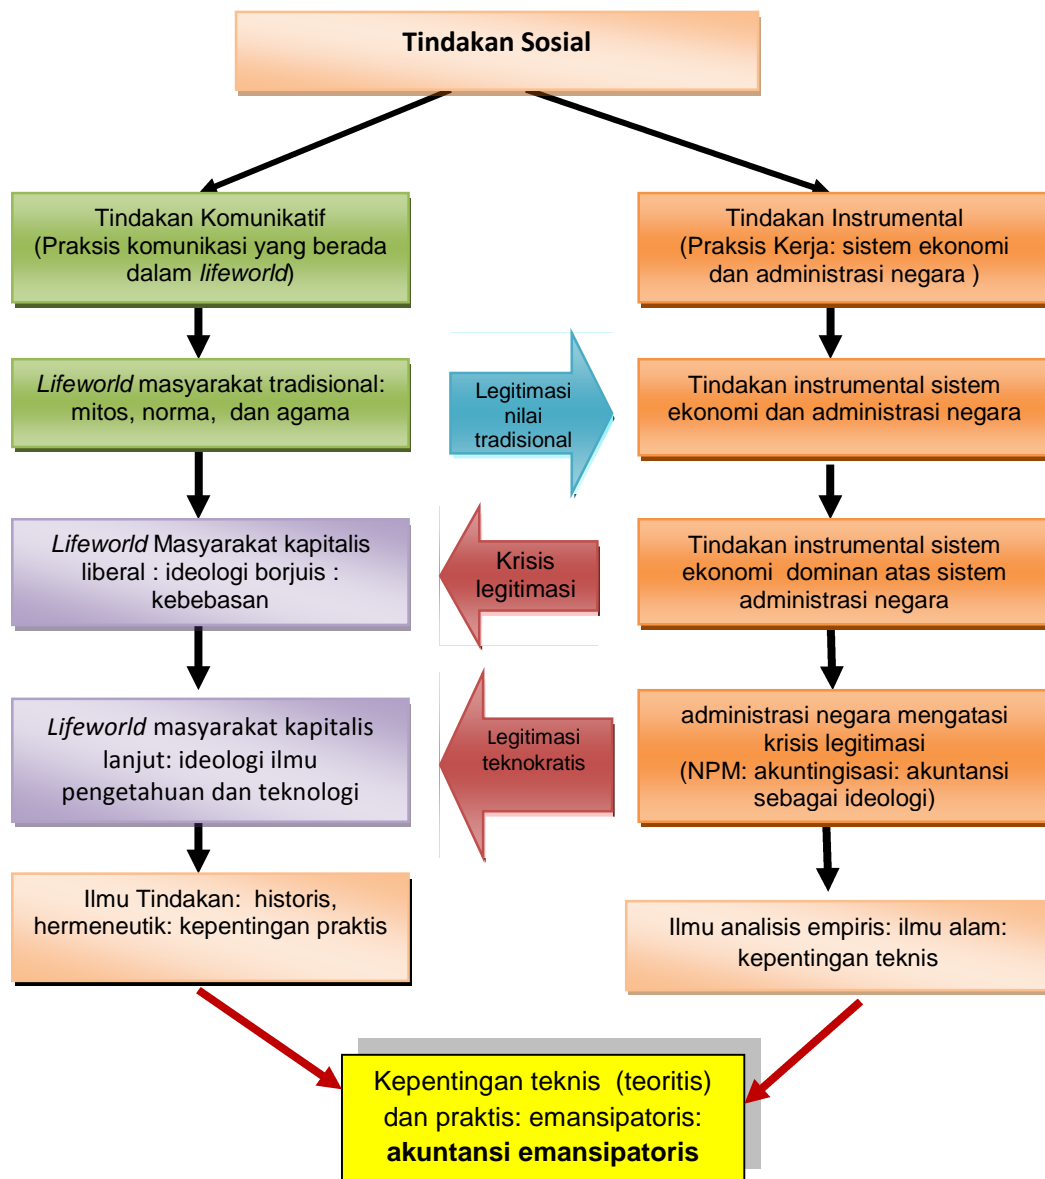 Tindakan Sosial
Tindakan Komunikatif
(Praksis komunikasi yang berada
dalam lifeworld)
Tindakan Instrumental
(Praksis Kerja: sistem ekonomi
dan administrasi negara )
Lifeworld masyarakat tradisional:
mitos, norma, dan agama
Legitimasi
nilai
tradisional
Tindakan instrumental sistem
ekonomi dan administrasi negara
Lifeworld Masyarakat kapitalis
liberal : ideologi borjuis :
kebebasan
Krisis
legitimasi
Tindakan instrumental sistem
ekonomi dominan atas sistem
administrasi negara
Lifeworld masyarakat kapitalis
lanjut: ideologi ilmu
pengetahuan dan teknologi
Legitimasi
teknokratis
administrasi negara mengatasi
krisis legitimasi
(NPM: akuntingisasi: akuntansi
sebagai ideologi)
Ilmu Tindakan: historis,
hermeneutik: kepentingan praktis
Ilmu analisis empiris: ilmu alam:
kepentingan teknis
Kepentingan teknis (teoritis)
dan praktis: emansipatoris:
akuntansi emansipatoris